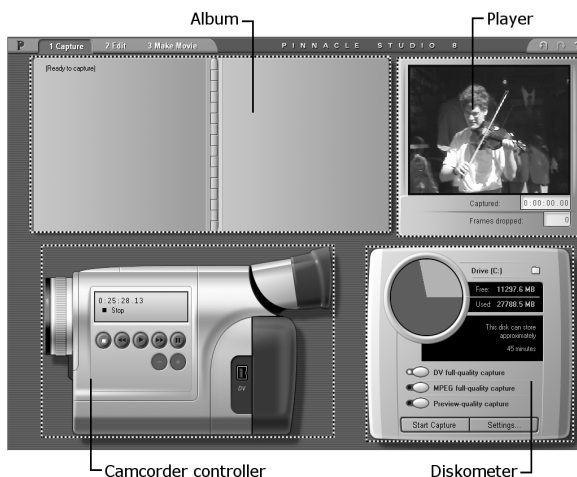 Album
Player
P
1 Capture
2 Edit
3 Make Movie
PINNACLE STUDIO 8
(Ready to capture)
Captured: 0:00:00.00
Frames dropped: 0
0:25:28.13
Stop
DV
Drive (C:)
Free: 11297.6 MB
Used: 27788.5 MB
This disk can store
approximately
45 minutes
DV full-quality capture
MPEG full-quality capture
Preview-quality capture
Start Capture
Settings...
Camcorder controller
Diskometer